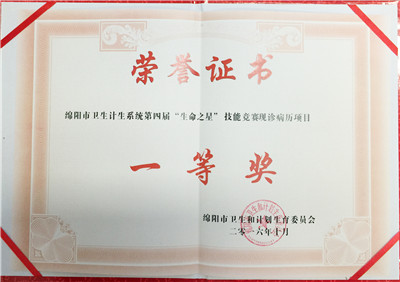 荣誉证书
绵阳市卫生计生系统第四届“生命之星”技能竞赛现诊病历项目
一等奖
绵阳市卫生和计划生育委员会
二〇一六年十月